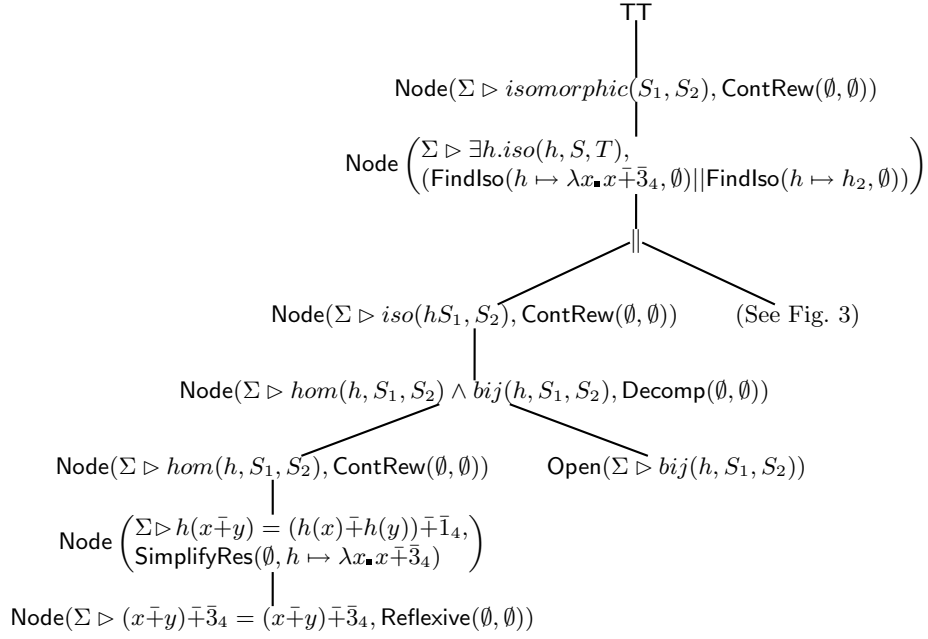 TT
Node(Σ ▷ isomorphic(S₁, S₂), ContRew(∅, ∅))
Node (Σ ▷ ∃h.iso(h, S, T),
(FindIso(h ↦ λx▪ x∓3̄₄, ∅)||FindIso(h ↦ h₂, ∅)))
||
Node(Σ ▷ iso(hS₁, S₂), ContRew(∅, ∅)) (See Fig. 3)
Node(Σ ▷ hom(h, S₁, S₂) ∧ bij(h, S₁, S₂), Decomp(∅, ∅))
Node(Σ ▷ hom(h, S₁, S₂), ContRew(∅, ∅)) Open(Σ ▷ bij(h, S₁, S₂))
Node (Σ ▷ h(x+̄y) = (h(x)+̄h(y))+̄1̄₄,
SimplifyRes(∅, h ↦ λx▪ x+̄3̄₄))
Node(Σ ▷ (x+̄y)+̄3̄₄ = (x+̄y)+̄3̄₄, Reflexive(∅, ∅))